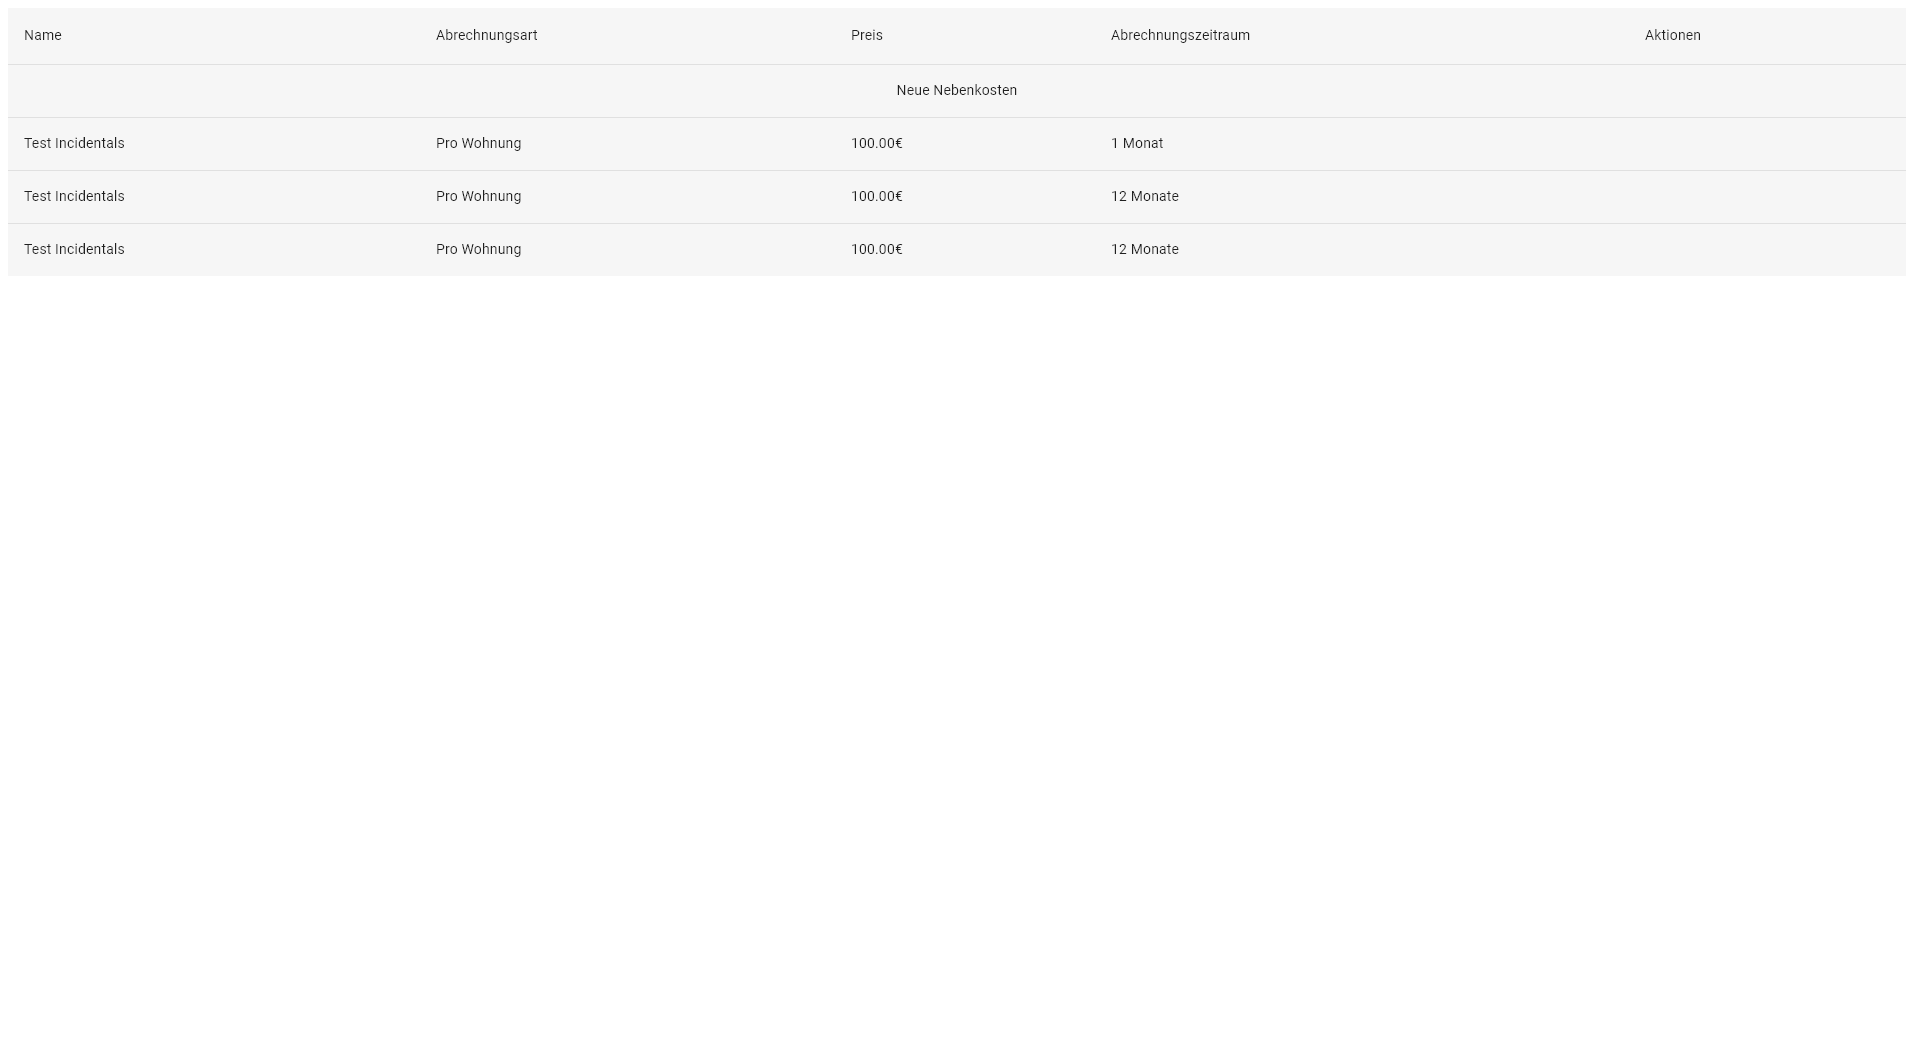 Name Abrechnungsart Preis Abrechnungszeitraum Aktionen
Neue Nebenkosten
Test Incidentals Pro Wohnung 100.00€ 1 Monat
Test Incidentals Pro Wohnung 100.00€ 12 Monate
Test Incidentals Pro Wohnung 100.00€ 12 Monate